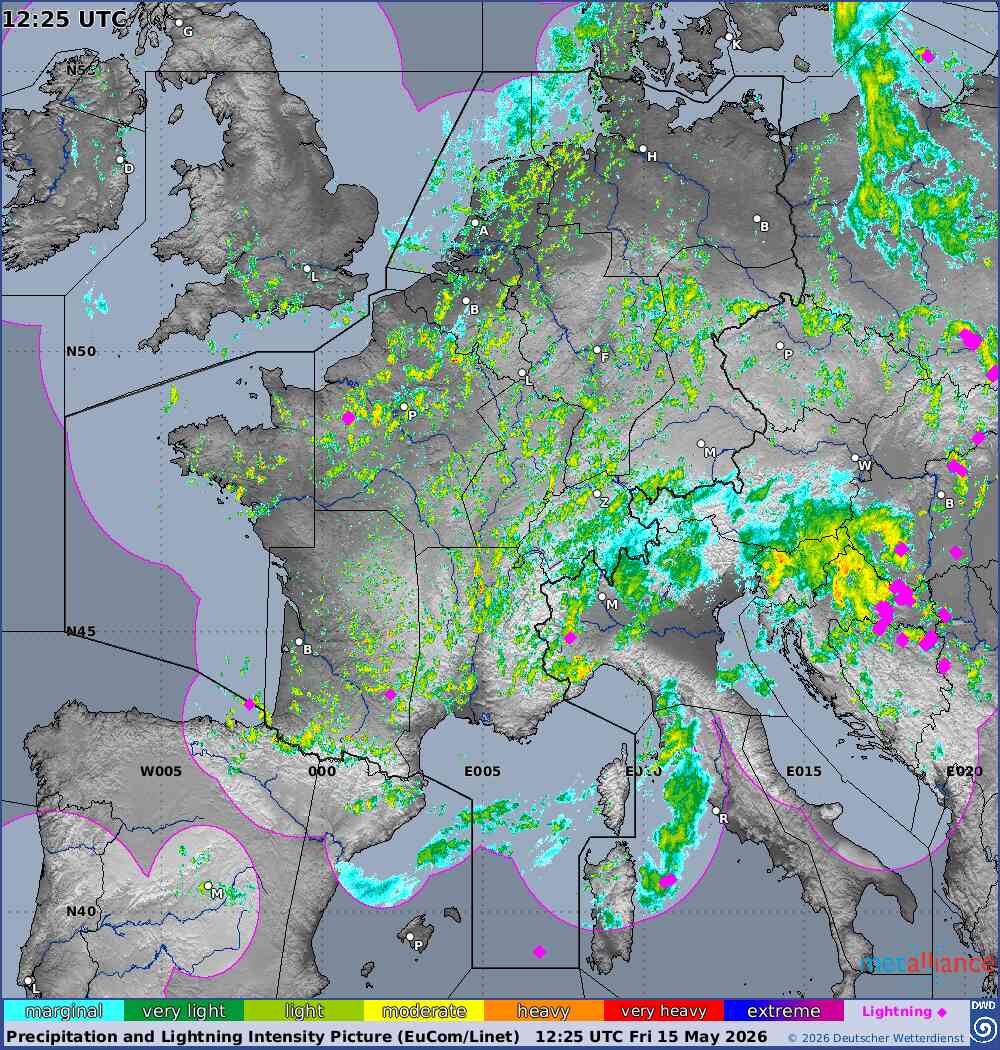 12:25 UTC
G
K
N55
D
H
A
B
L
B
N50
F
P
L
P
M
W
Z
B
M
N45
B
W005
000
E005
E010
E015
E020
R
M
N40
P
L
metalliance
marginal very light light moderate heavy very heavy extreme Lightning
DWD
Precipitation and Lightning Intensity Picture (EuCom/Linet) 12:25 UTC Fri 15 May 2026 © 2026 Deutscher Wetterdienst